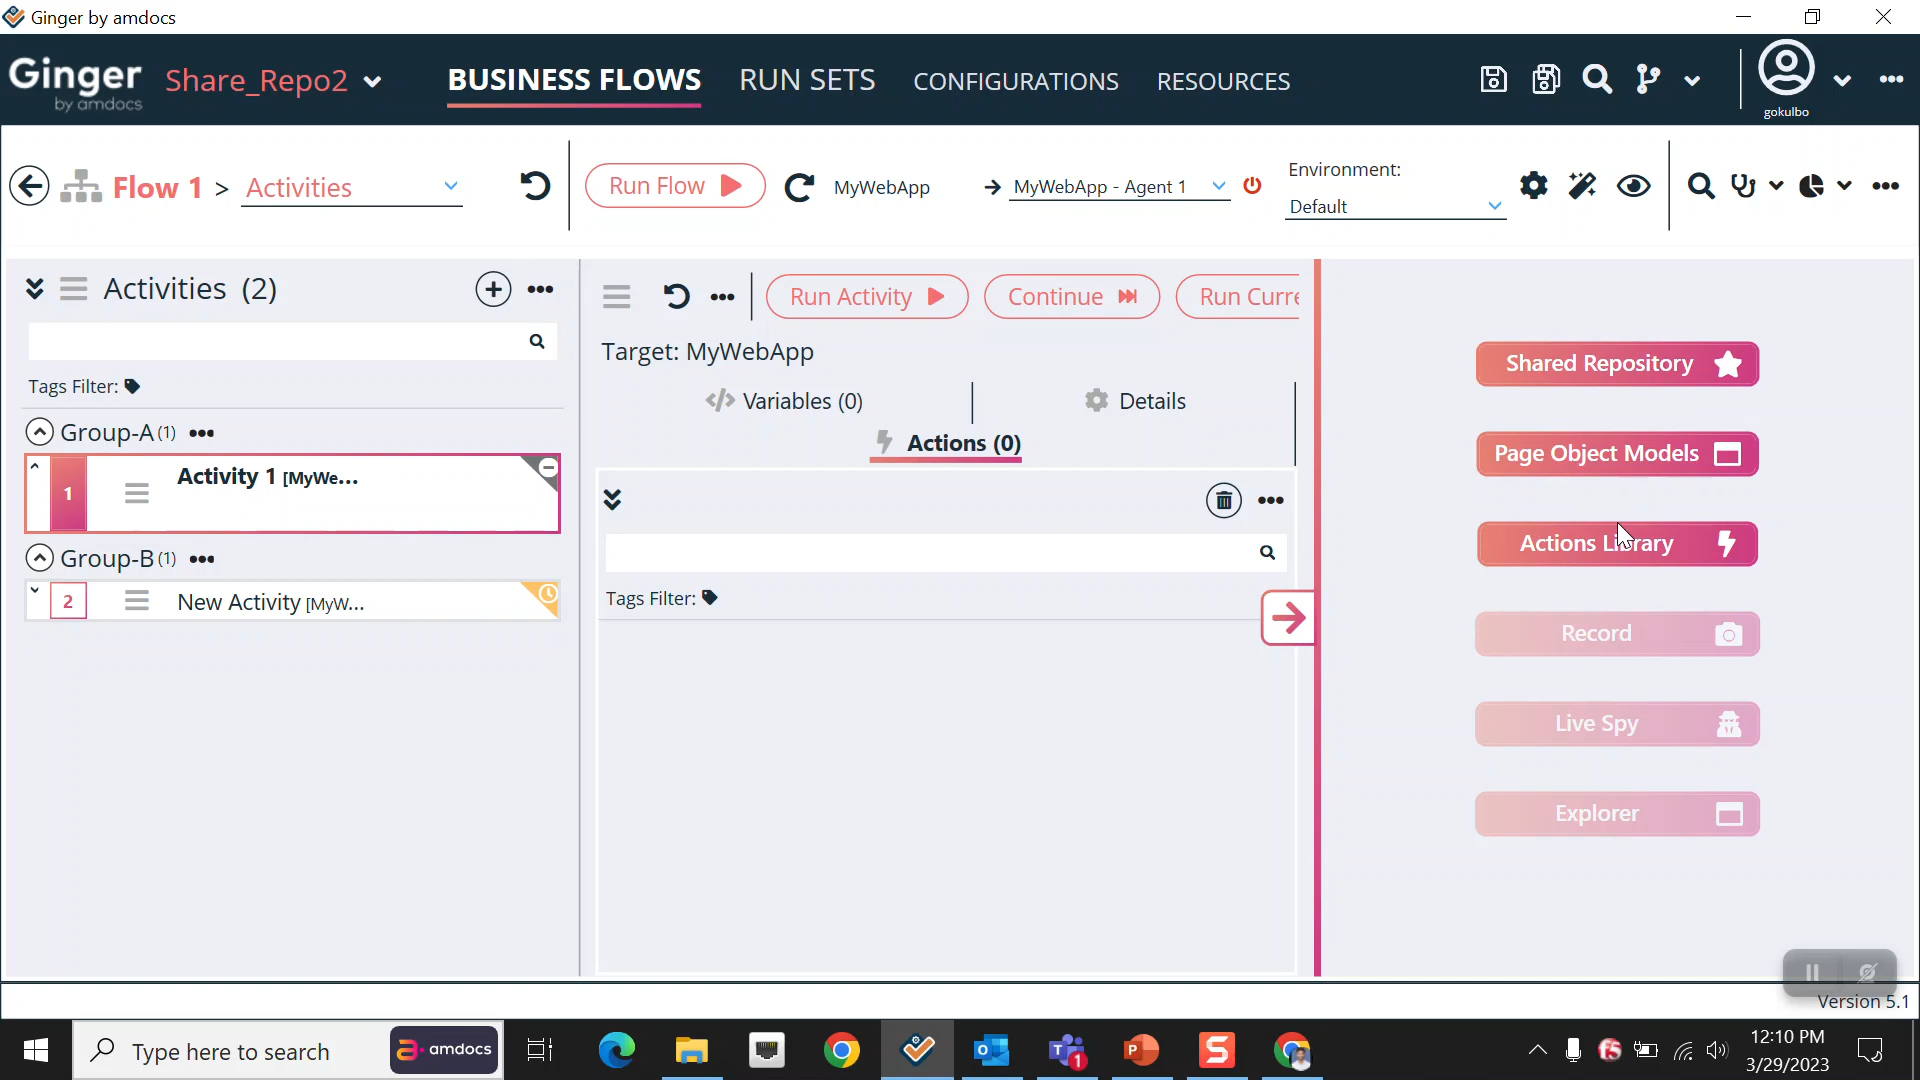 Ginger by amdocs
Ginger
by amdocs
Share_Repo2
BUSINESS FLOWS
RUN SETS
CONFIGURATIONS
RESOURCES
gokulbo
Flow 1 >
Activities
Run Flow
MyWebApp
MyWebApp - Agent 1
Environment:
Default
Activities (2)
Tags Filter:
Group-A (1)
1
Activity 1 [MyWe...
Group-B (1)
2
New Activity [MyW...
Run Activity
Continue
Run Curre
Target: MyWebApp
Variables (0)
Details
Actions (0)
Tags Filter:
Shared Repository
Page Object Models
Actions Library
Record
Live Spy
Explorer
Version 5.1
Type here to search
a amdocs
1
12:10 PM
3/29/2023